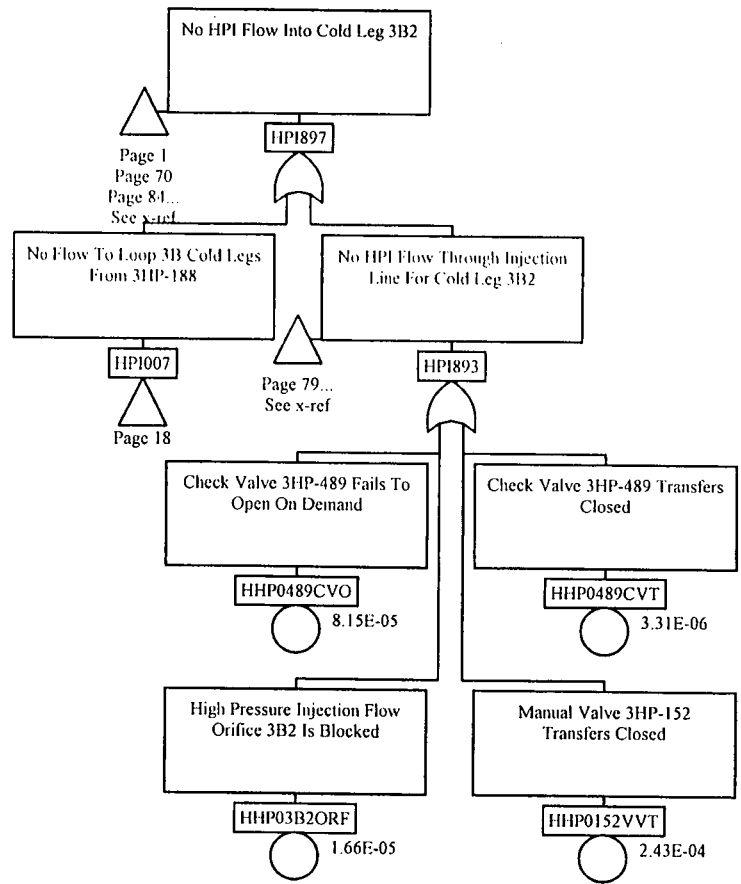 No HPI Flow Into Cold Leg 3B2
HPI897
Page 1
Page 70
Page 84...
See x-ref
No Flow To Loop 3B Cold Legs
From 3HP-188
HPI007
Page 18
No HPI Flow Through Injection
Line For Cold Leg 3B2
HPI893
Page 79...
See x-ref
Check Valve 3HP-489 Fails To
Open On Demand
HHP0489CVO
8.15E-05
Check Valve 3HP-489 Transfers
Closed
HHP0489CVT
3.31E-06
High Pressure Injection Flow
Orifice 3B2 Is Blocked
HHP03B2ORF
1.66E-05
Manual Valve 3HP-152
Transfers Closed
HHP0152VVT
2.43E-04